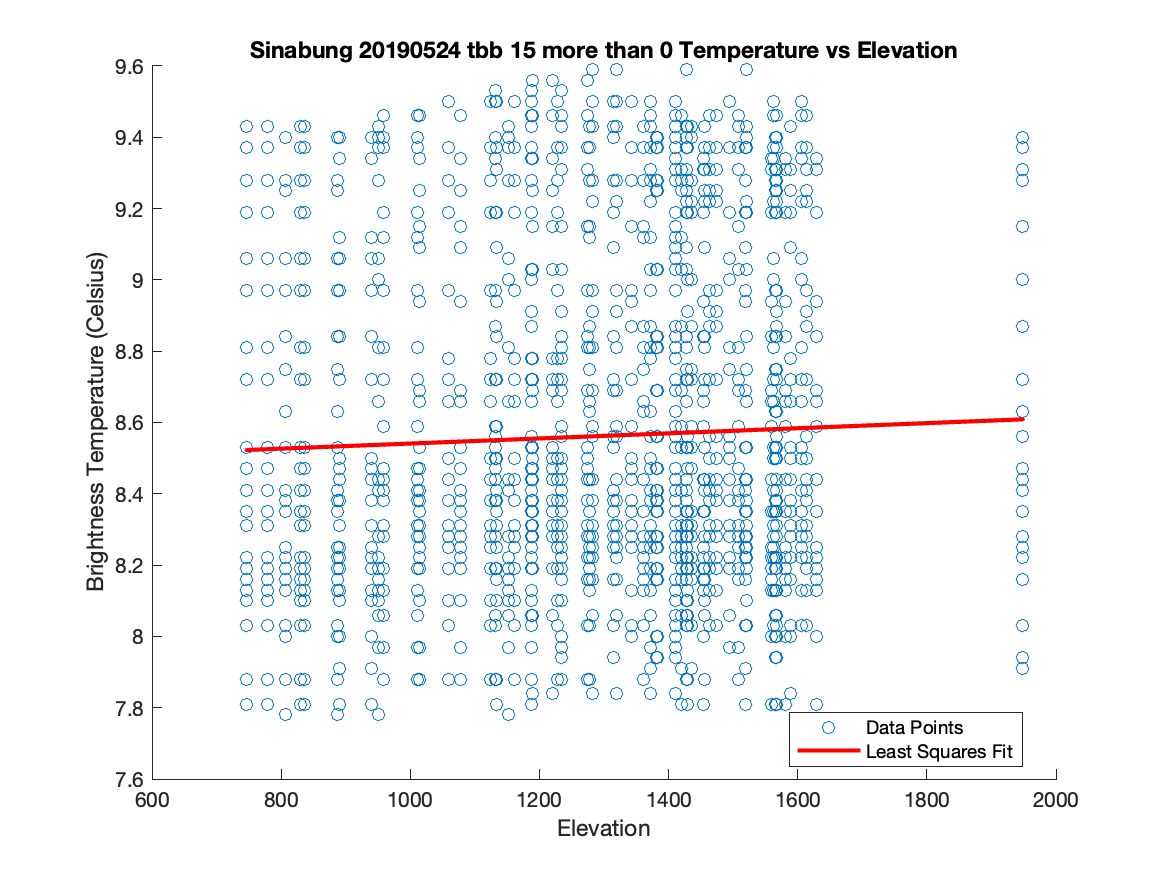 Sinabung 20190524 tbb 15 more than 0 Temperature vs Elevation
9.6
9.4
9.2
9
8.8
8.6
8.4
8.2
8
7.8
7.6
Brightness Temperature (Celsius)
Data Points
Least Squares Fit
600 800 1000 1200 1400 1600 1800 2000
Elevation